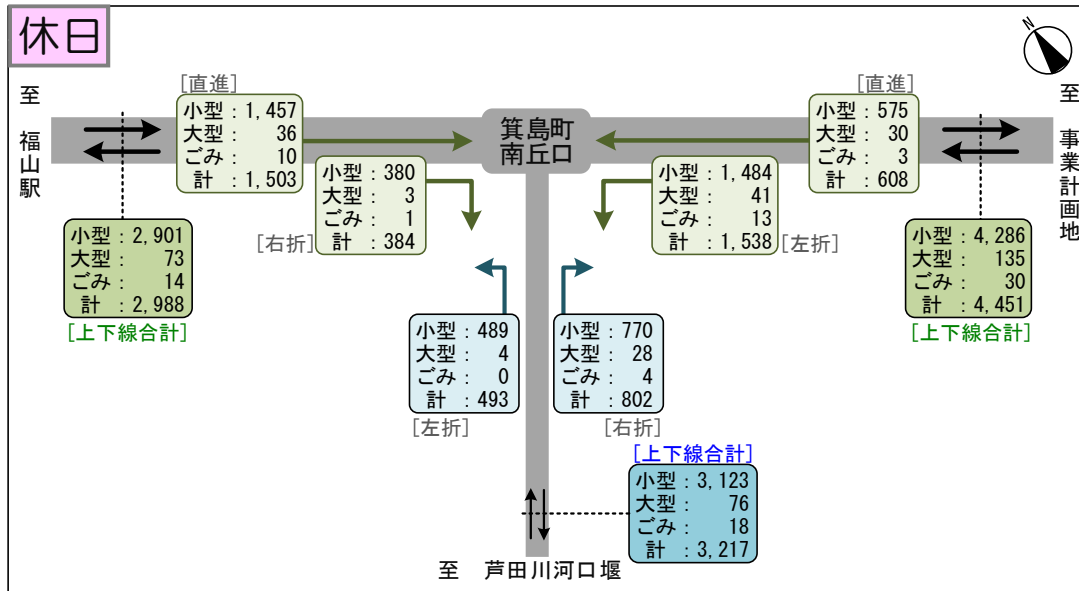 休日
N
至 福山駅
[直進]
小型 : 1,457
大型 : 36
ごみ : 10
計 : 1,503
小型 : 380
大型 : 3
ごみ : 1
計 : 384
[右折]
箕島町
南丘口
[直進]
小型 : 575
大型 : 30
ごみ : 3
計 : 608
小型 : 1,484
大型 : 41
ごみ : 13
計 : 1,538
[左折]
至 事業計画地
小型 : 2,901
大型 : 73
ごみ : 14
計 : 2,988
[上下線合計]
小型 : 4,286
大型 : 135
ごみ : 30
計 : 4,451
[上下線合計]
小型 : 489
大型 : 4
ごみ : 0
計 : 493
[左折]
小型 : 770
大型 : 28
ごみ : 4
計 : 802
[右折]
[上下線合計]
小型 : 3,123
大型 : 76
ごみ : 18
計 : 3,217
至 芦田川河口堰